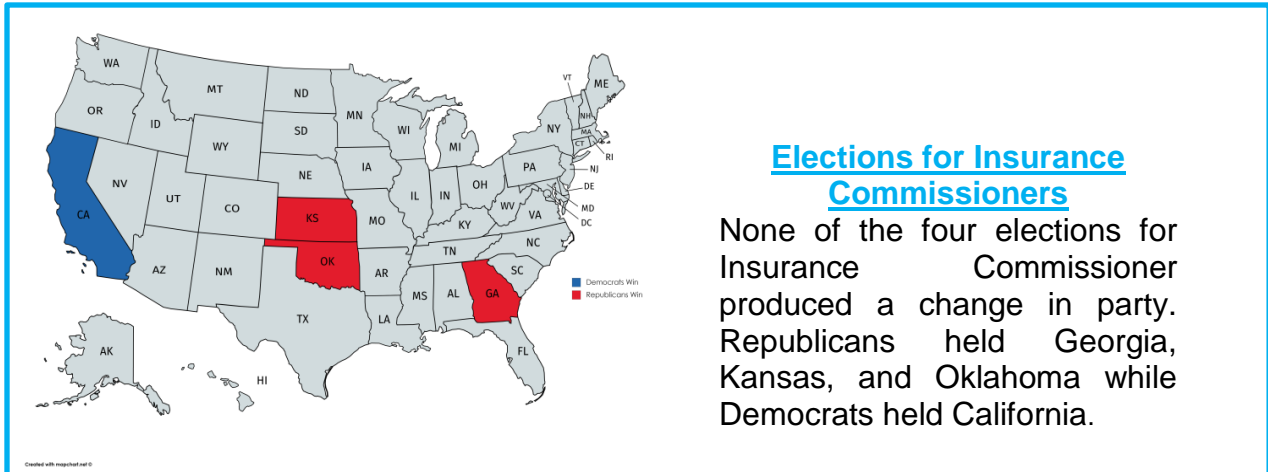 WA
MT
ND
MN
OR
ID
SD
WI
MI
NY
VT
ME
NH
MA
CT
RI
WY
IA
NE
PA
NJ
NV
UT
CO
IL
IN
OH
DE
MD
DC
WV
VA
CA
KS
MO
KY
AZ
NM
OK
AR
TN
NC
SC
MS
AL
GA
TX
LA
FL
AK
HI
Democrats Win
Republicans Win
Created with mapchart.net ©
Elections for Insurance
Commissioners
None of the four elections for
Insurance Commissioner
produced a change in party.
Republicans held Georgia,
Kansas, and Oklahoma while
Democrats held California.